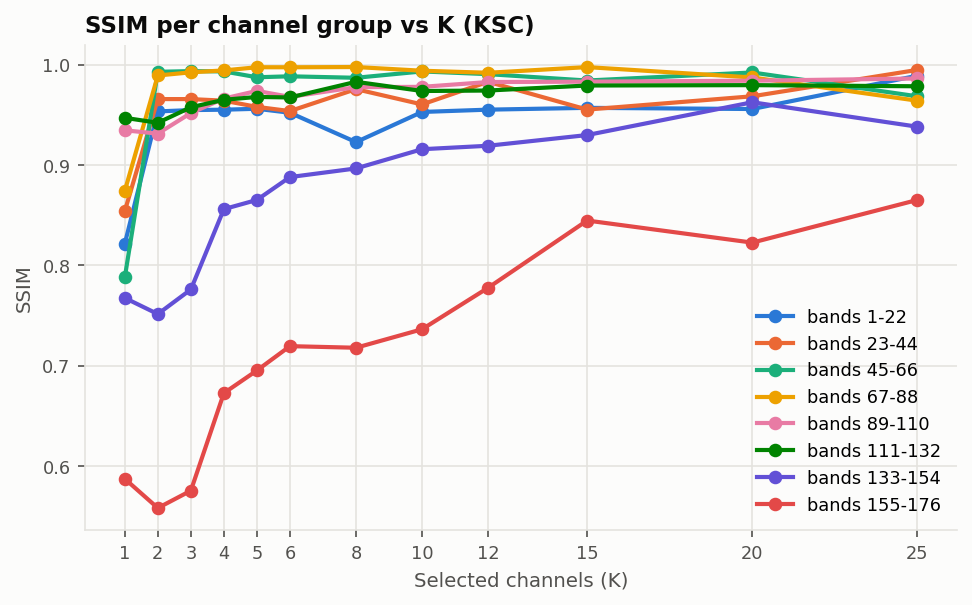 SSIM per channel group vs K (KSC)
1.0
0.9
0.8
0.7
0.6
SSIM
bands 1-22
bands 23-44
bands 45-66
bands 67-88
bands 89-110
bands 111-132
bands 133-154
bands 155-176
1 2 3 4 5 6 8 10 12 15 20 25
Selected channels (K)